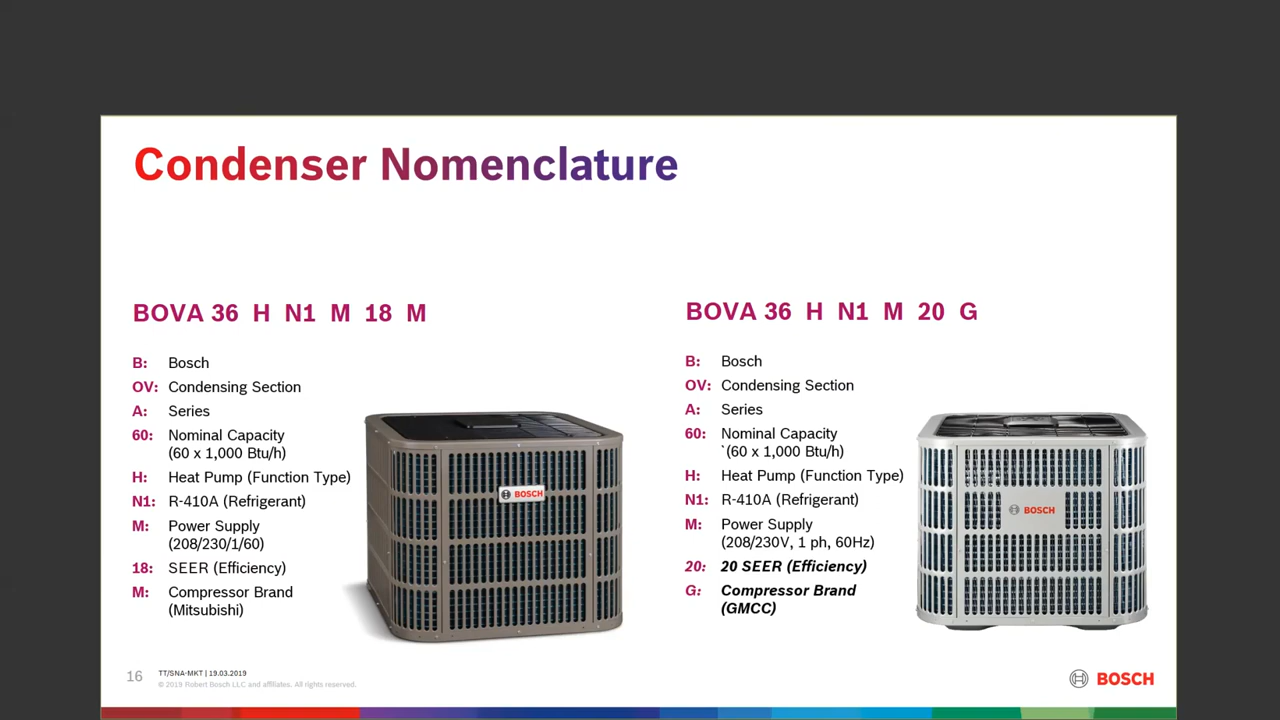 Condenser Nomenclature
BOVA 36 H N1 M 18 M
B: Bosch
OV: Condensing Section
A: Series
60: Nominal Capacity
(60 x 1,000 Btu/h)
H: Heat Pump (Function Type)
N1: R-410A (Refrigerant)
M: Power Supply
(208/230/1/60)
18: SEER (Efficiency)
M: Compressor Brand
(Mitsubishi)
BOSCH
BOVA 36 H N1 M 20 G
B: Bosch
OV: Condensing Section
A: Series
60: Nominal Capacity
`(60 x 1,000 Btu/h)
H: Heat Pump (Function Type)
N1: R-410A (Refrigerant)
M: Power Supply
(208/230V, 1 ph, 60Hz)
20: 20 SEER (Efficiency)
G: Compressor Brand
(GMCC)
BOSCH
16 TT/SNA-MKT | 19.03.2019
© 2019 Robert Bosch LLC and affiliates. All rights reserved.
BOSCH